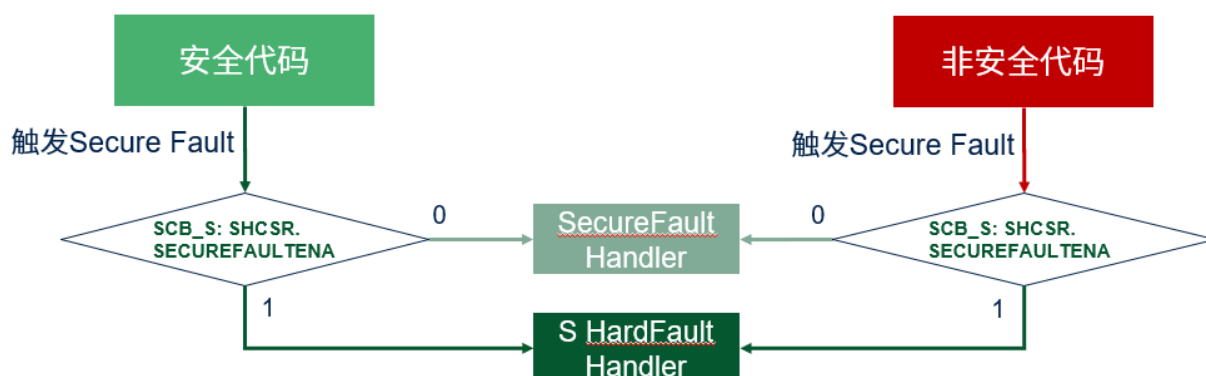 安全代码
非安全代码
触发Secure Fault
触发Secure Fault
SCB_S: SHCSR.
SECUREFAULTENA
0
SecureFault
Handler
0
SCB_S: SHCSR.
SECUREFAULTENA
1
S HardFault
Handler
1